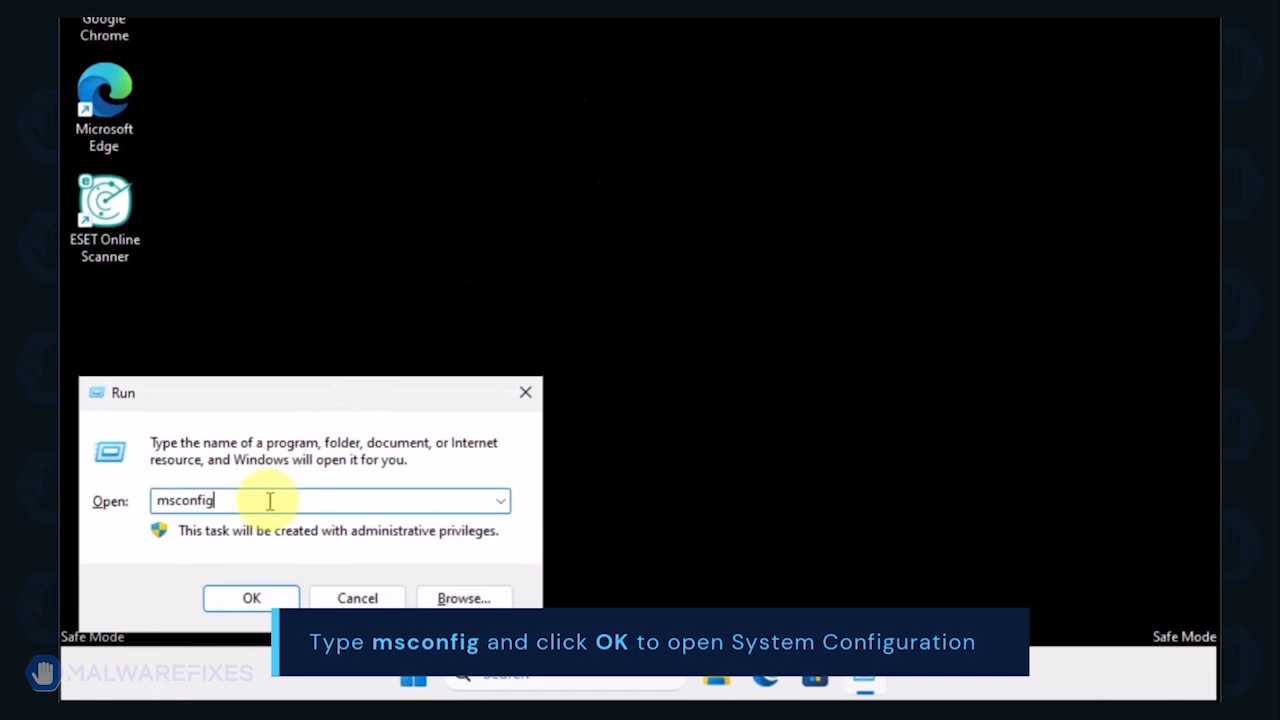 Google
Chrome
Microsoft
Edge
ESET Online
Scanner
Run
Type the name of a program, folder, document, or Internet
resource, and Windows will open it for you.
Open:
msconfig
This task will be created with administrative privileges.
OK
Cancel
Browse...
Safe Mode
Safe Mode
Type msconfig and click OK to open System Configuration
MALWAREFIXES
Search